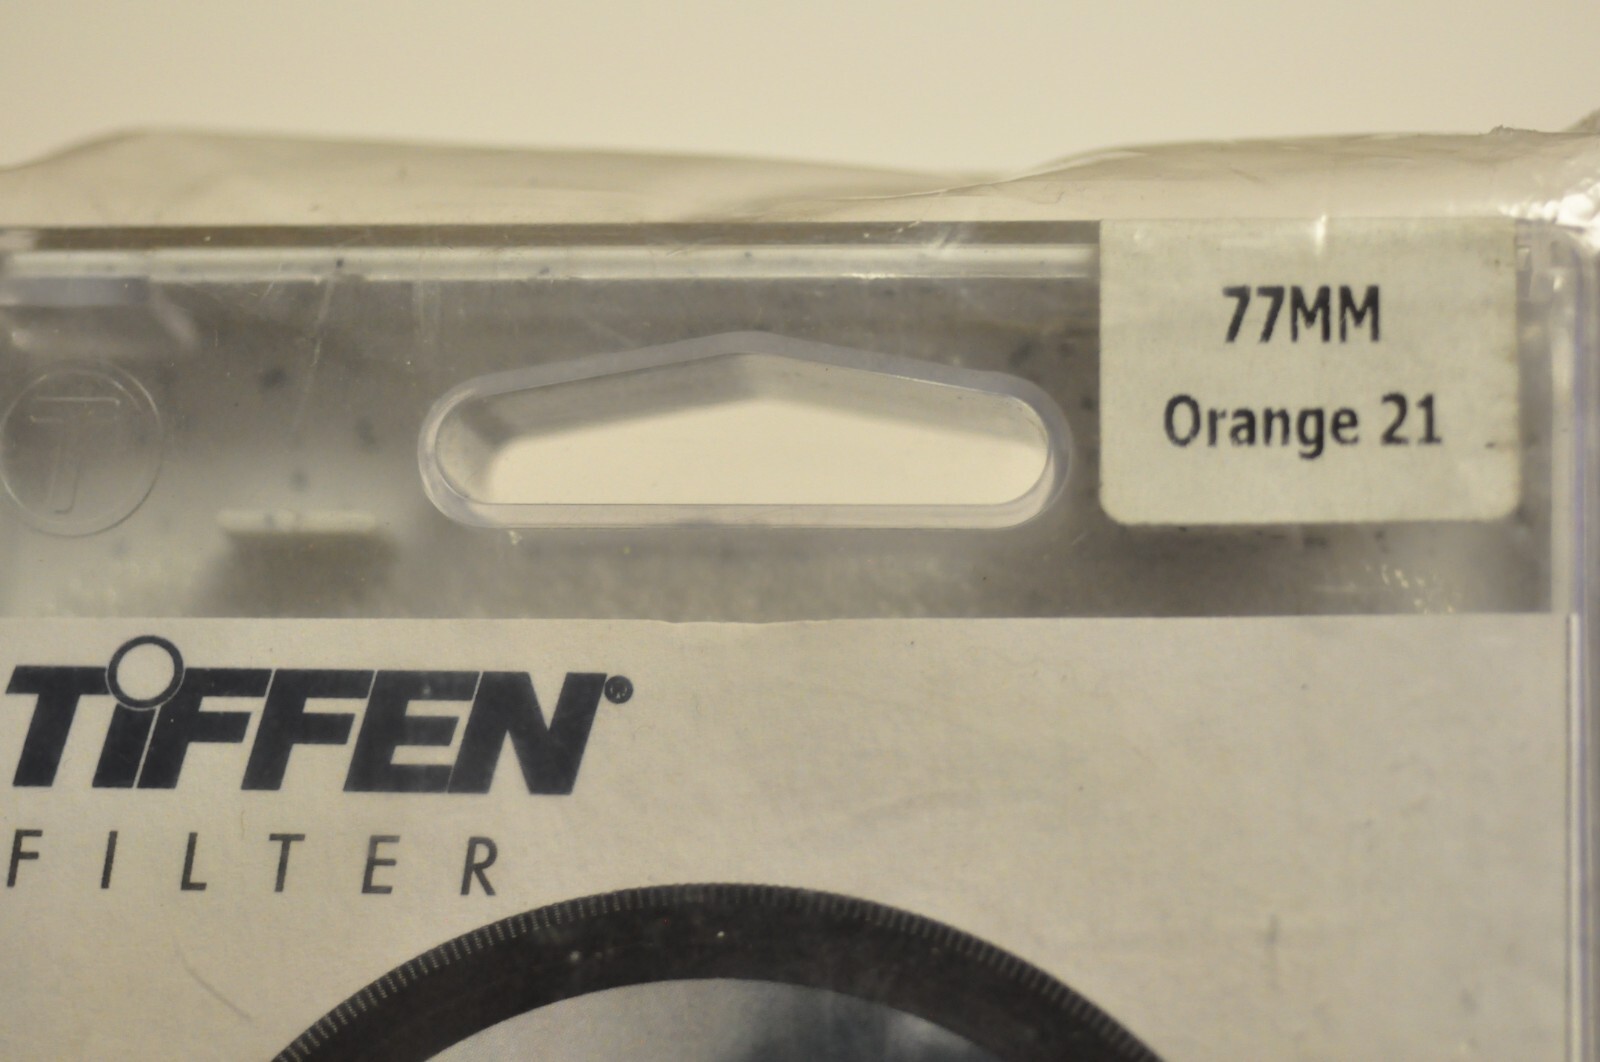 77MM
Orange 21
T
TiFFEN®
FILTER